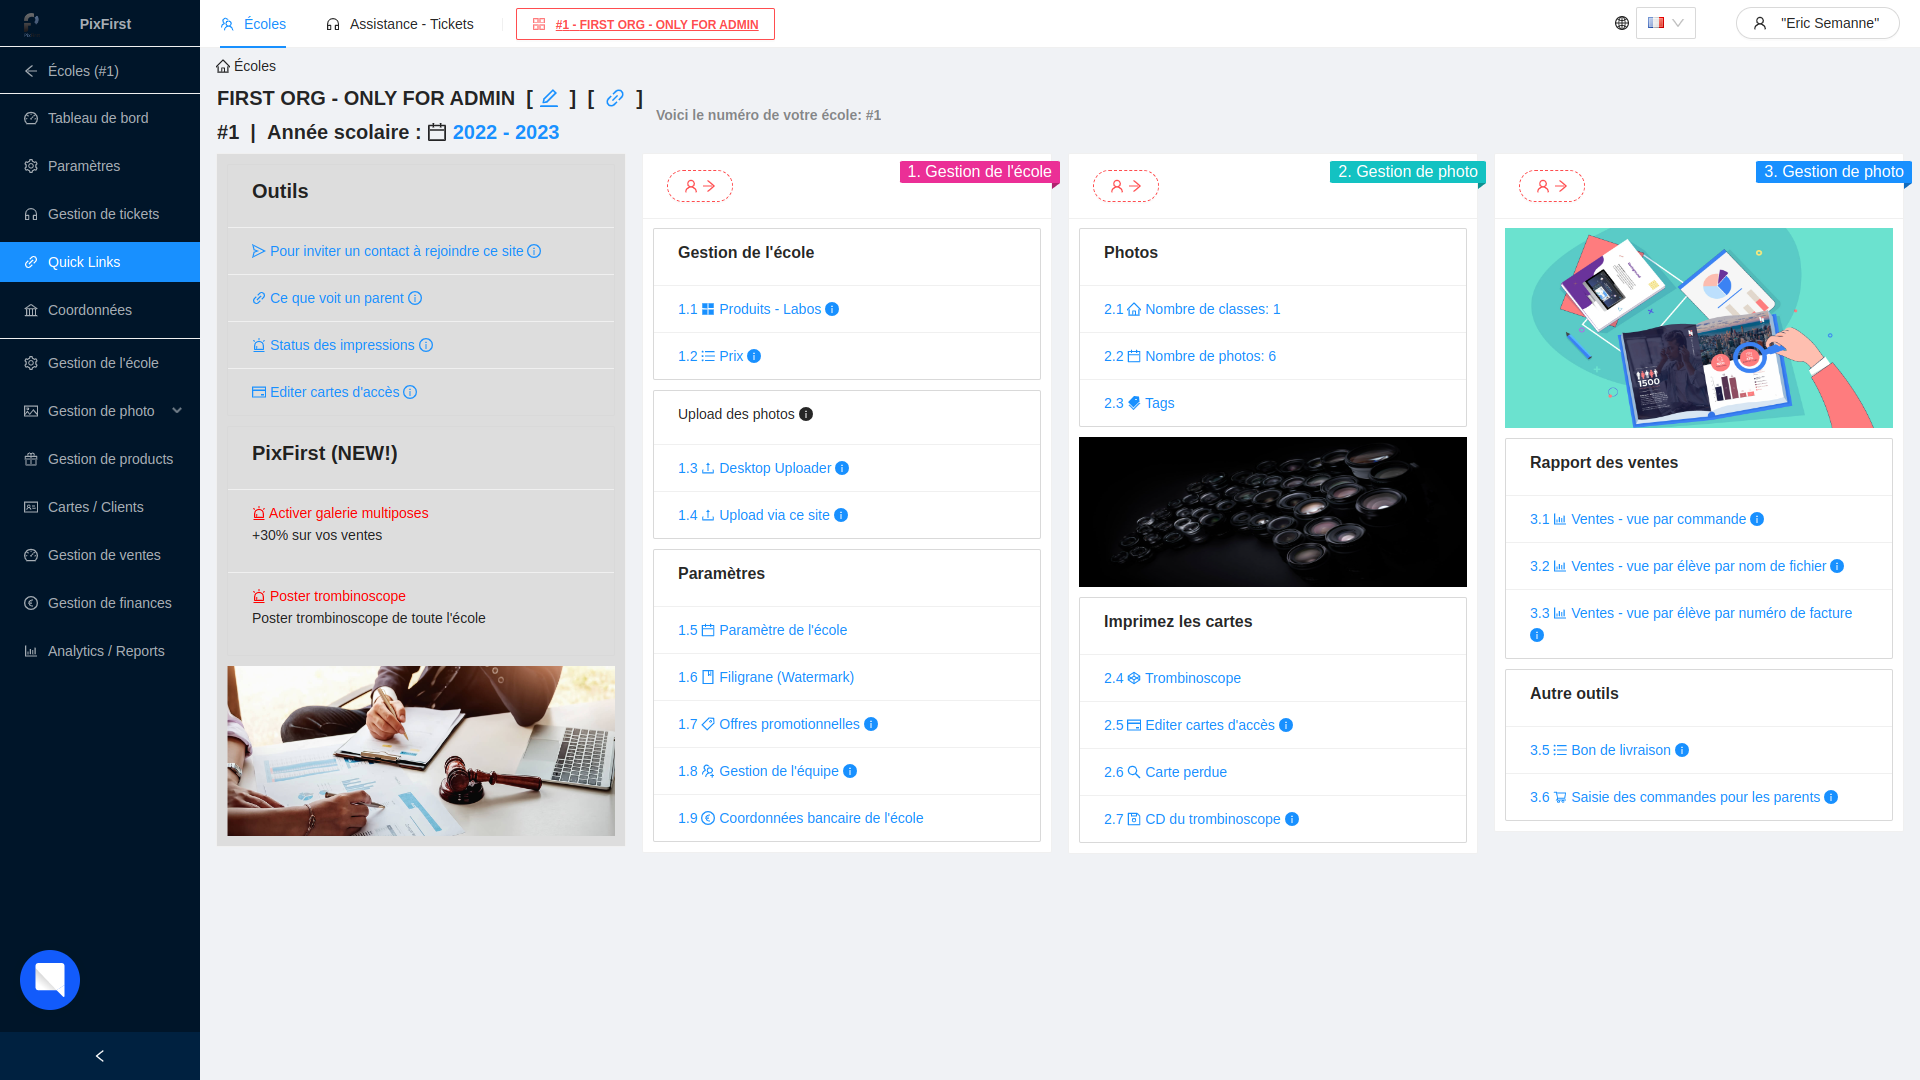 PixFirst
Écoles (#1)
Tableau de bord
Paramètres
Gestion de tickets
Quick Links
Coordonnées
Gestion de l'école
Gestion de photo
Gestion de products
Cartes / Clients
Gestion de ventes
Gestion de finances
Analytics / Reports
Écoles
Assistance - Tickets
#1 - FIRST ORG - ONLY FOR ADMIN
"Eric Semanne"
Écoles
FIRST ORG - ONLY FOR ADMIN [ ] [ ]
#1 | Année scolaire : 2022 - 2023
Voici le numéro de votre école: #1
Outils
Pour inviter un contact à rejoindre ce site
Ce que voit un parent
Status des impressions
Editer cartes d'accès
PixFirst (NEW!)
Activer galerie multiposes
+30% sur vos ventes
Poster trombinoscope
Poster trombinoscope de toute l'école
1. Gestion de l'école
Gestion de l'école
1.1 Produits - Labos
1.2 Prix
Upload des photos
1.3 Desktop Uploader
1.4 Upload via ce site
Paramètres
1.5 Paramètre de l'école
1.6 Filigrane (Watermark)
1.7 Offres promotionnelles
1.8 Gestion de l'équipe
1.9 Coordonnées bancaire de l'école
2. Gestion de photo
Photos
2.1 Nombre de classes: 1
2.2 Nombre de photos: 6
2.3 Tags
Imprimez les cartes
2.4 Trombinoscope
2.5 Editer cartes d'accès
2.6 Carte perdue
2.7 CD du trombinoscope
3. Gestion de photo
1500
Rapport des ventes
3.1 Ventes - vue par commande
3.2 Ventes - vue par élève par nom de fichier
3.3 Ventes - vue par élève par numéro de facture
Autre outils
3.5 Bon de livraison
3.6 Saisie des commandes pour les parents